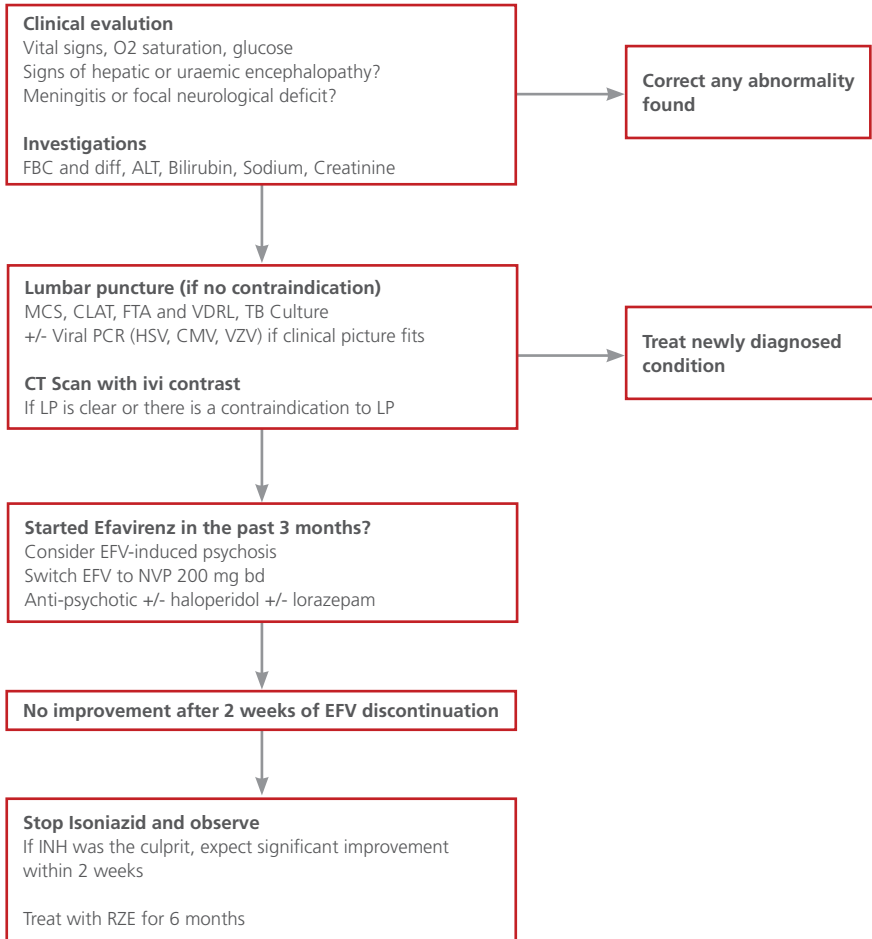 Clinical evalution
Vital signs, O2 saturation, glucose
Signs of hepatic or uraemic encephalopathy?
Meningitis or focal neurological deficit?
Investigations
FBC and diff, ALT, Bilirubin, Sodium, Creatinine
Correct any abnormality
found
Lumbar puncture (if no contraindication)
MCS, CLAT, FTA and VDRL, TB Culture
+/- Viral PCR (HSV, CMV, VZV) if clinical picture fits
CT Scan with ivi contrast
If LP is clear or there is a contraindication to LP
Treat newly diagnosed
condition
Started Efavirenz in the past 3 months?
Consider EFV-induced psychosis
Switch EFV to NVP 200 mg bd
Anti-psychotic +/- haloperidol +/- lorazepam
No improvement after 2 weeks of EFV discontinuation
Stop Isoniazid and observe
If INH was the culprit, expect significant improvement
within 2 weeks
Treat with RZE for 6 months